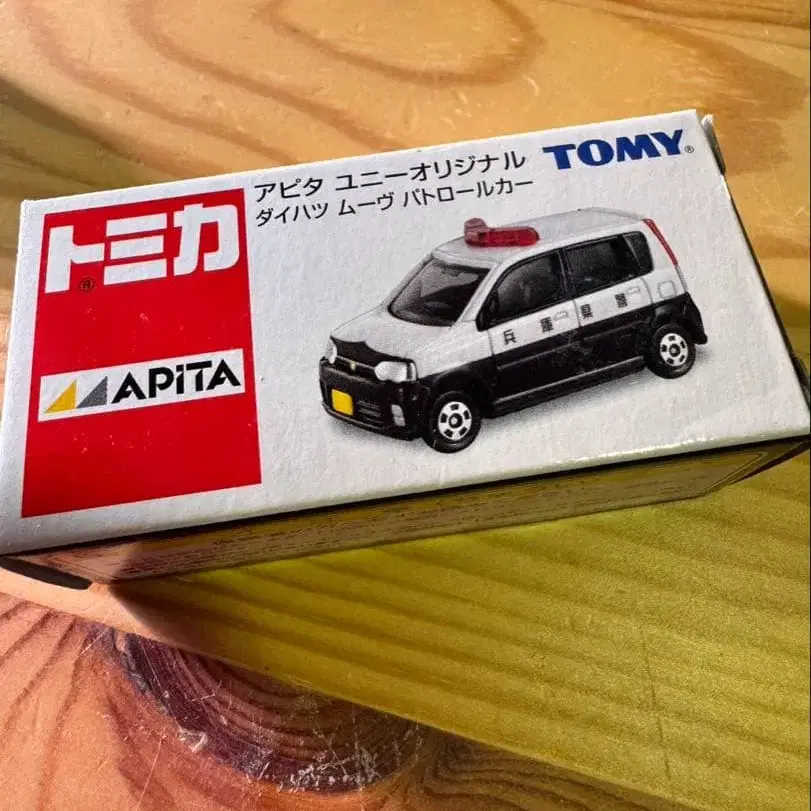 アピタ ユニーオリジナル
ダイハツ ムーヴ パトロールカー
TOMY®
トミカ®
APiTA
兵庫県警